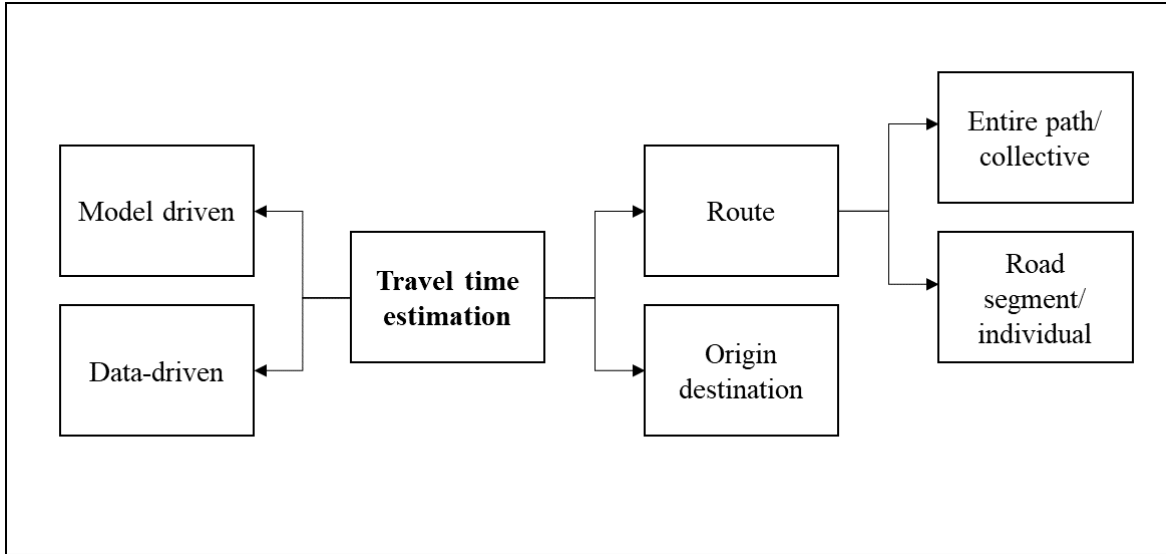 Model driven
Data-driven
Travel time
estimation
Route
Origin
destination
Entire path/
collective
Road
segment/
individual